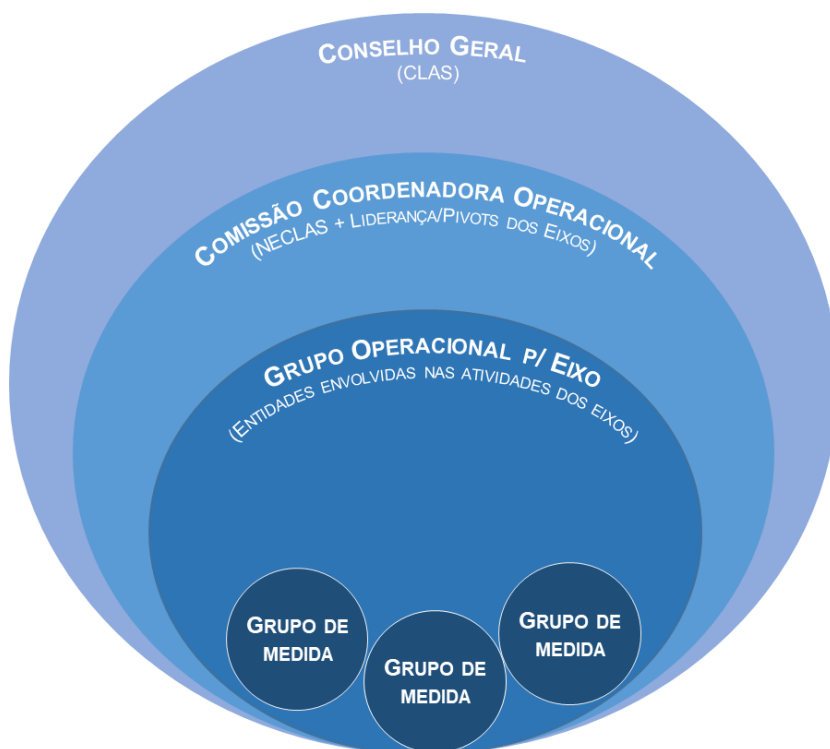 CONSELHO GERAL
(CLAS)
COMISSÃO COORDENADORA OPERACIONAL
(NECLAS + LIDERANÇA/PIVOTS DOS EIXOS)
GRUPO OPERACIONAL P/ EIXO
(ENTIDADES ENVOLVIDAS NAS ATIVIDADES DOS EIXOS)
GRUPO DE
MEDIDA
GRUPO DE
MEDIDA
GRUPO DE
MEDIDA